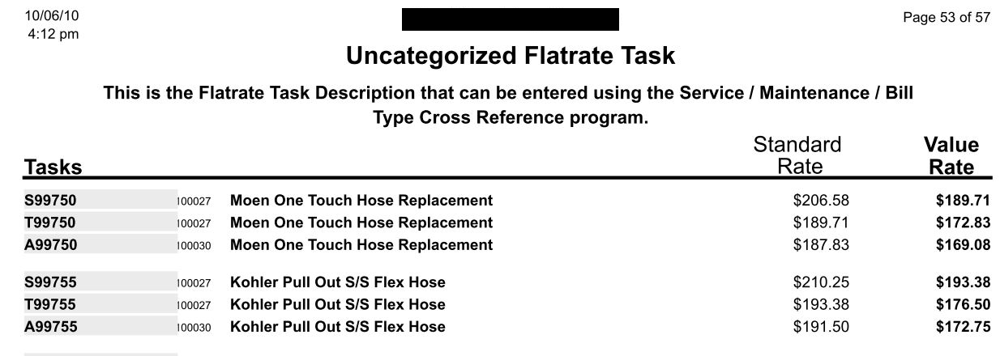 10/06/10
Page 53 of 57
4:12 pm
Uncategorized Flatrate Task
This is the Flatrate Task Description that can be entered using the Service / Maintenance / Bill
Type Cross Reference program.
Tasks Standard Rate Value Rate
S99750 100027 Moen One Touch Hose Replacement $206.58 $189.71
T99750 100027 Moen One Touch Hose Replacement $189.71 $172.83
A99750 100030 Moen One Touch Hose Replacement $187.83 $169.08
S99755 100027 Kohler Pull Out S/S Flex Hose $210.25 $193.38
T99755 100027 Kohler Pull Out S/S Flex Hose $193.38 $176.50
A99755 100030 Kohler Pull Out S/S Flex Hose $191.50 $172.75